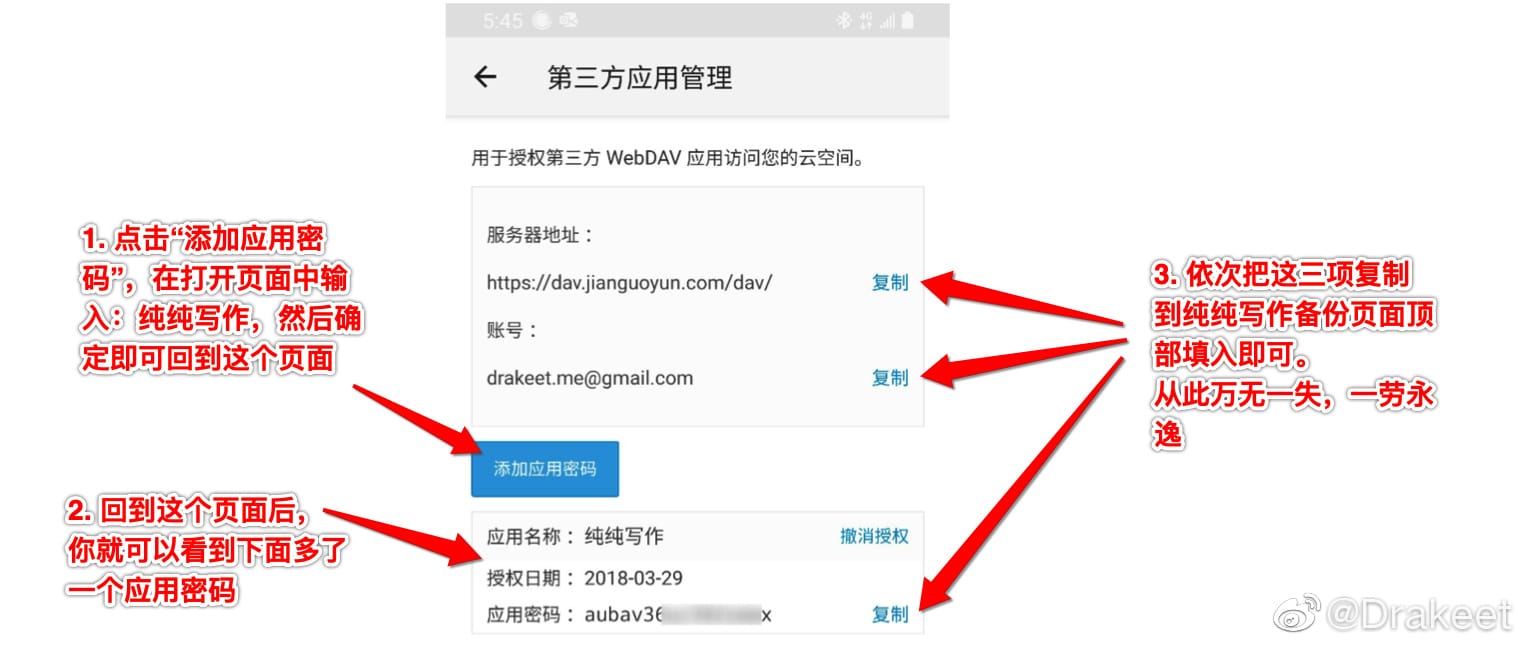 5:45
4G
第三方应用管理
用于授权第三方 WebDAV 应用访问您的云空间。
服务器地址：
https://dav.jianguoyun.com/dav/ 复制
账号：
drakeet.me@gmail.com 复制
添加应用密码
应用名称：纯纯写作 撤消授权
授权日期：2018-03-29
应用密码：aubav36 x 复制
1. 点击“添加应用密
码”，在打开页面中输
入：纯纯写作，然后确
定即可回到这个页面
2. 回到这个页面后，
你就可以看到下面多了
一个应用密码
3. 依次把这三项复制
到纯纯写作备份页面顶
部填入即可。
从此万无一失，一劳永
逸
@Drakeet